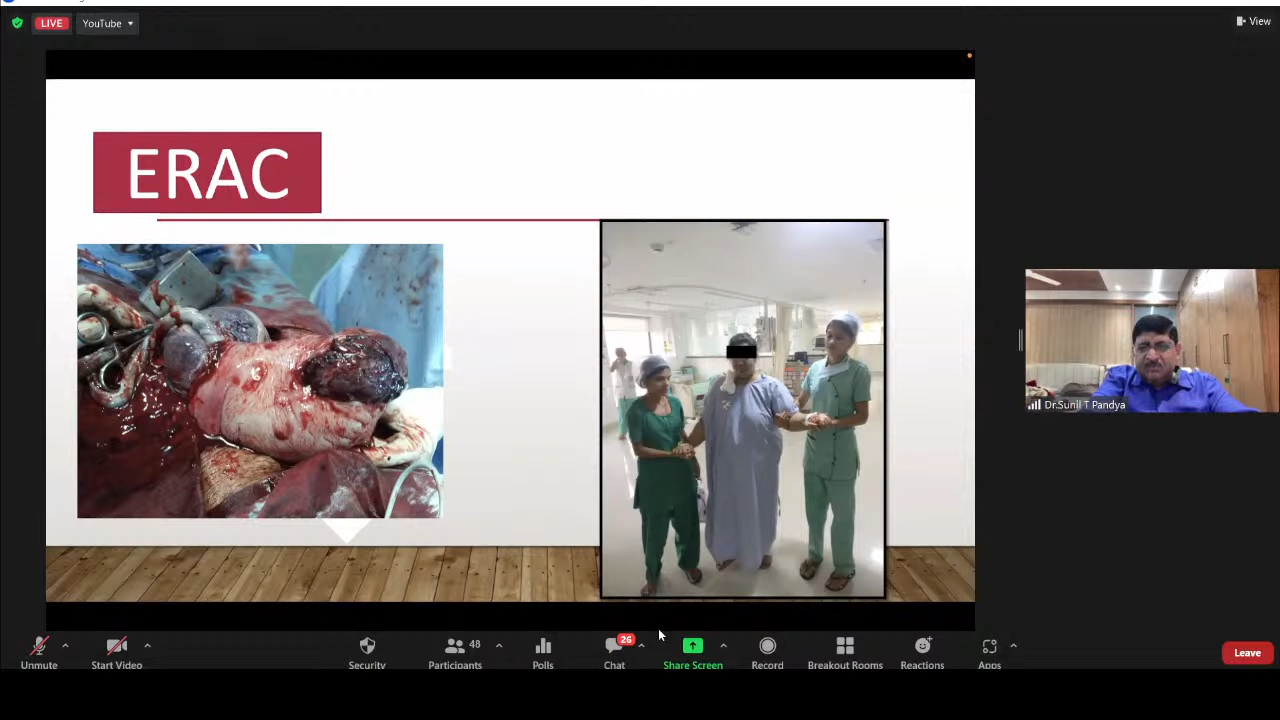 LIVE
YouTube
View
ERAC
Dr.Sunil T Pandya
Unmute
Start Video
Security
Participants
48
Polls
Chat
26
Share Screen
Record
Breakout Rooms
Reactions
Apps
Leave